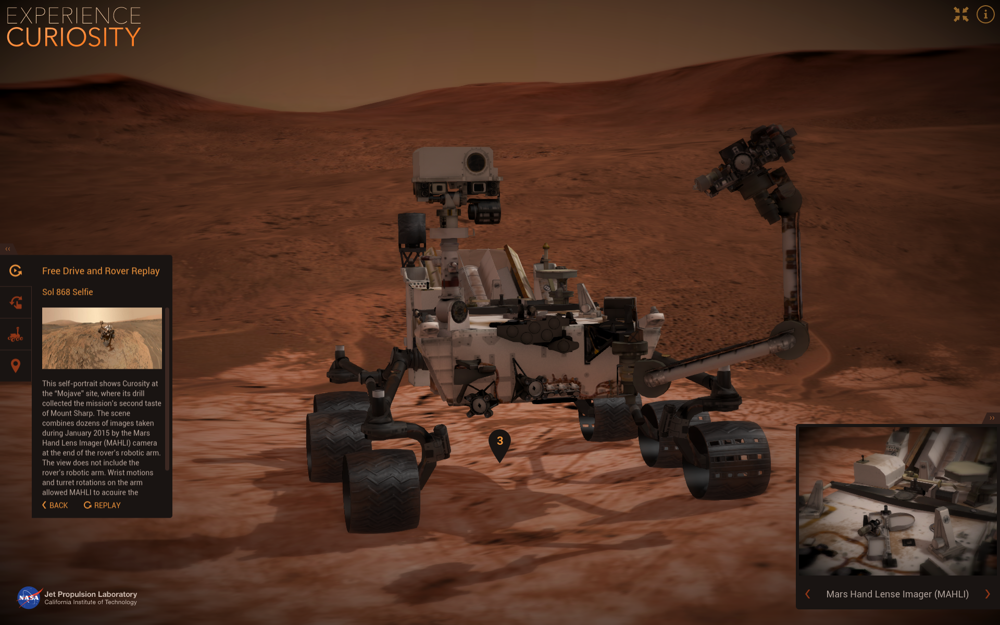 EXPERIENCE
CURIOSITY
Free Drive and Rover Replay
Sol 868 Selfie
This self-portrait shows Curosity at
the “Mojave” site, where its drill
collected the mission's second taste
of Mount Sharp. The scene
combines dozens of images taken
during January 2015 by the Mars
Hand Lens Imager (MAHLI) camera
at the end of the rover's robotic arm.
The view does not include the
rover's robotic arm. Wrist motions
and turret rotations on the arm
allowed MAHLI to acquire the
BACK REPLAY
3
Mars Hand Lense Imager (MAHLI)
NASA
Jet Propulsion Laboratory
California Institute of Technology